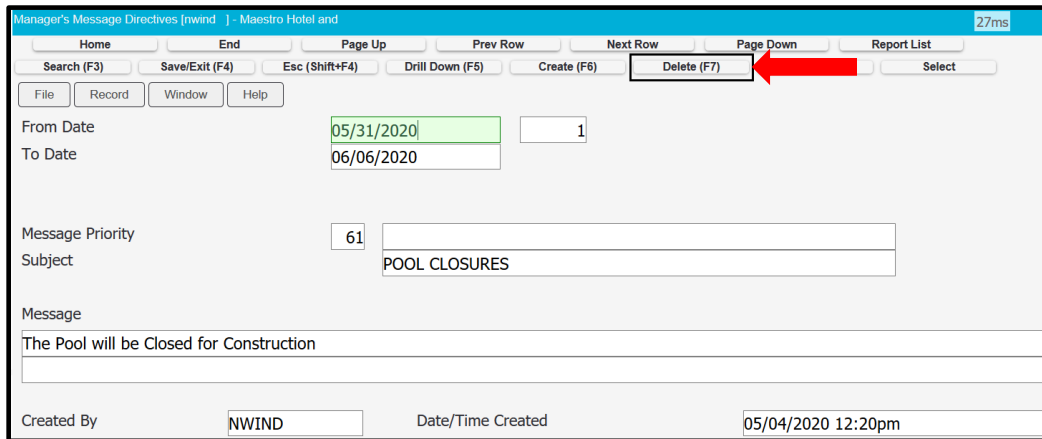 Manager's Message Directives [nwind ] - Maestro Hotel and 27ms
Home End Page Up Prev Row Next Row Page Down Report List
Search (F3) Save/Exit (F4) Esc (Shift+F4) Drill Down (F5) Create (F6) Delete (F7) Select
File Record Window Help
From Date 05/31/2020 1
To Date 06/06/2020
Message Priority 61
Subject POOL CLOSURES
Message
The Pool will be Closed for Construction
Created By NWIND Date/Time Created 05/04/2020 12:20pm